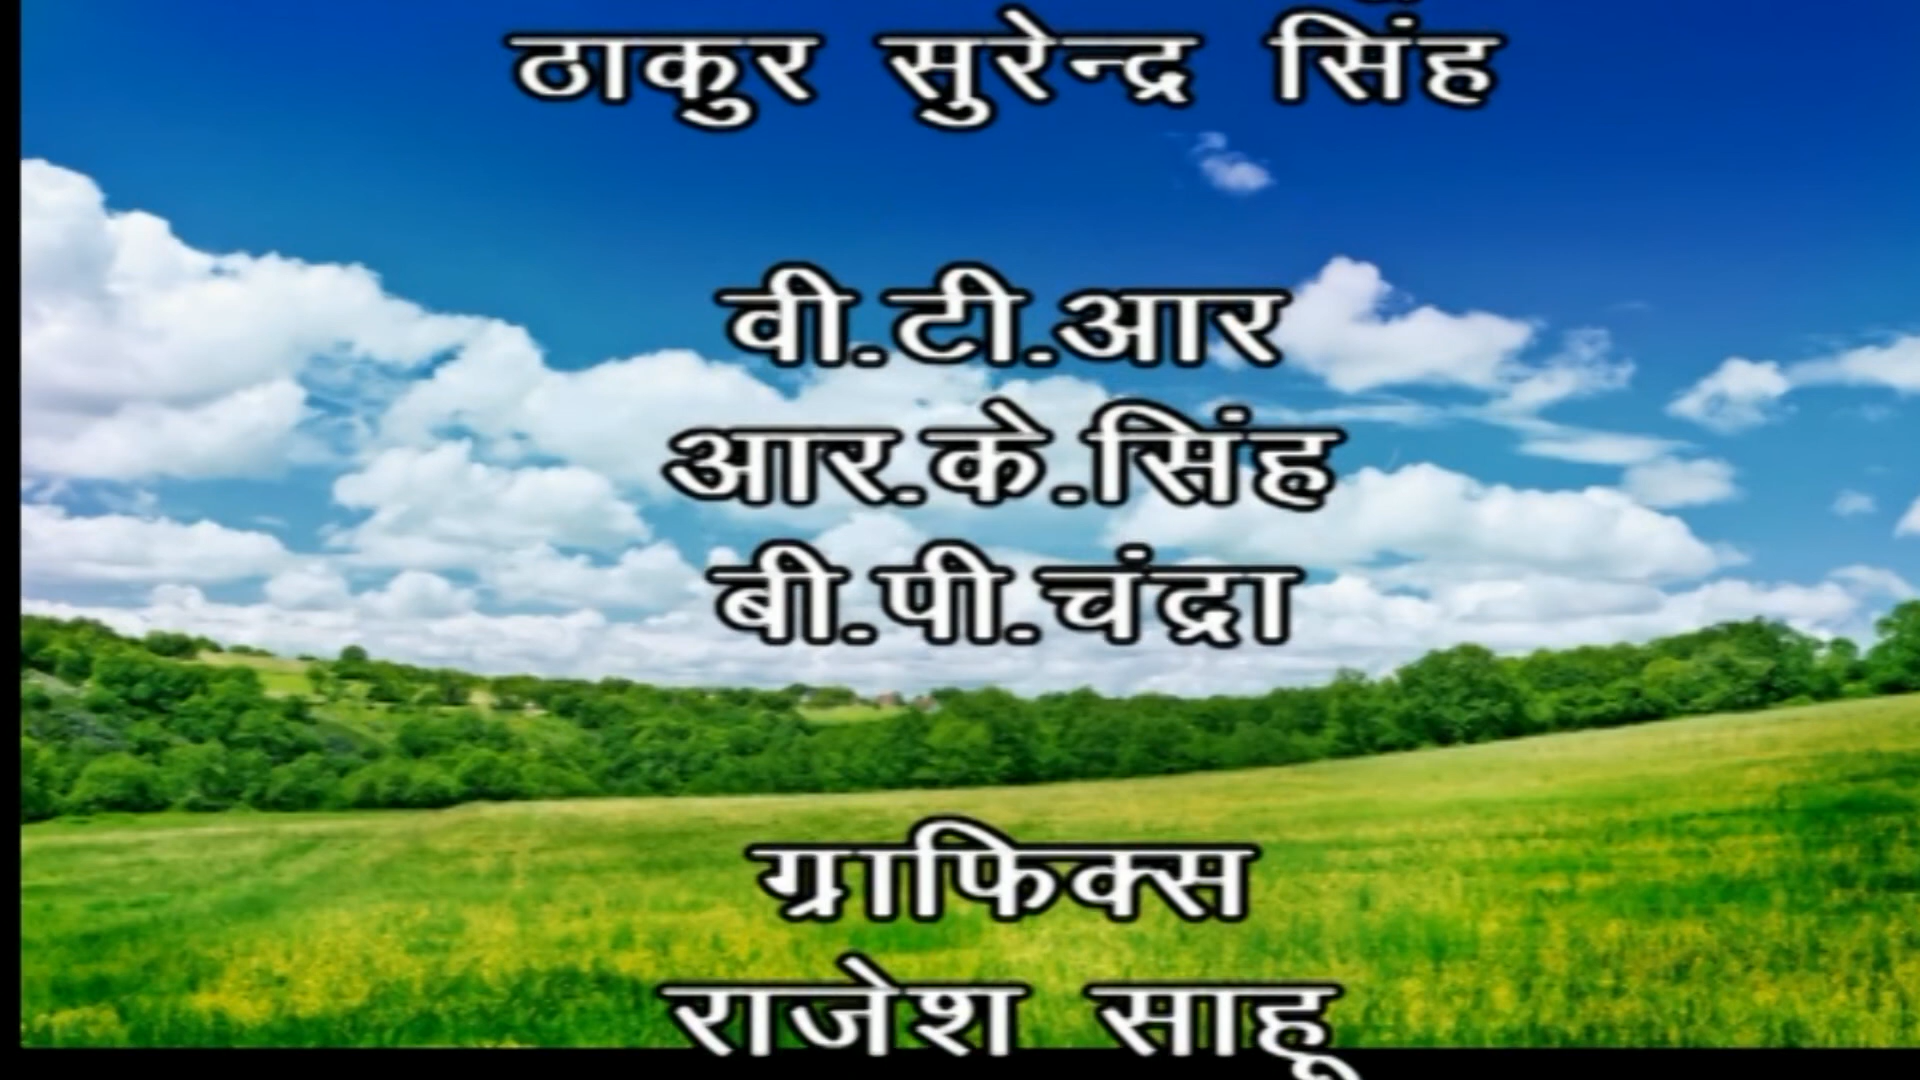 ठाकुर सुरेन्द्र सिंह
वी.टी.आर
आर.के.सिंह
बी.पी.चंद्रा
ग्राफिक्स
राजेश साहू